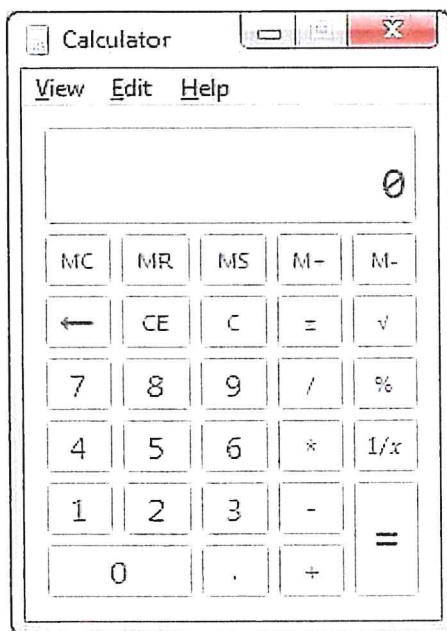 Calculator
View Edit Help
0
MC MR MS M+ M-
← CE C ± √
7 8 9 / %
4 5 6 * 1/x
1 2 3 - =
0 . +